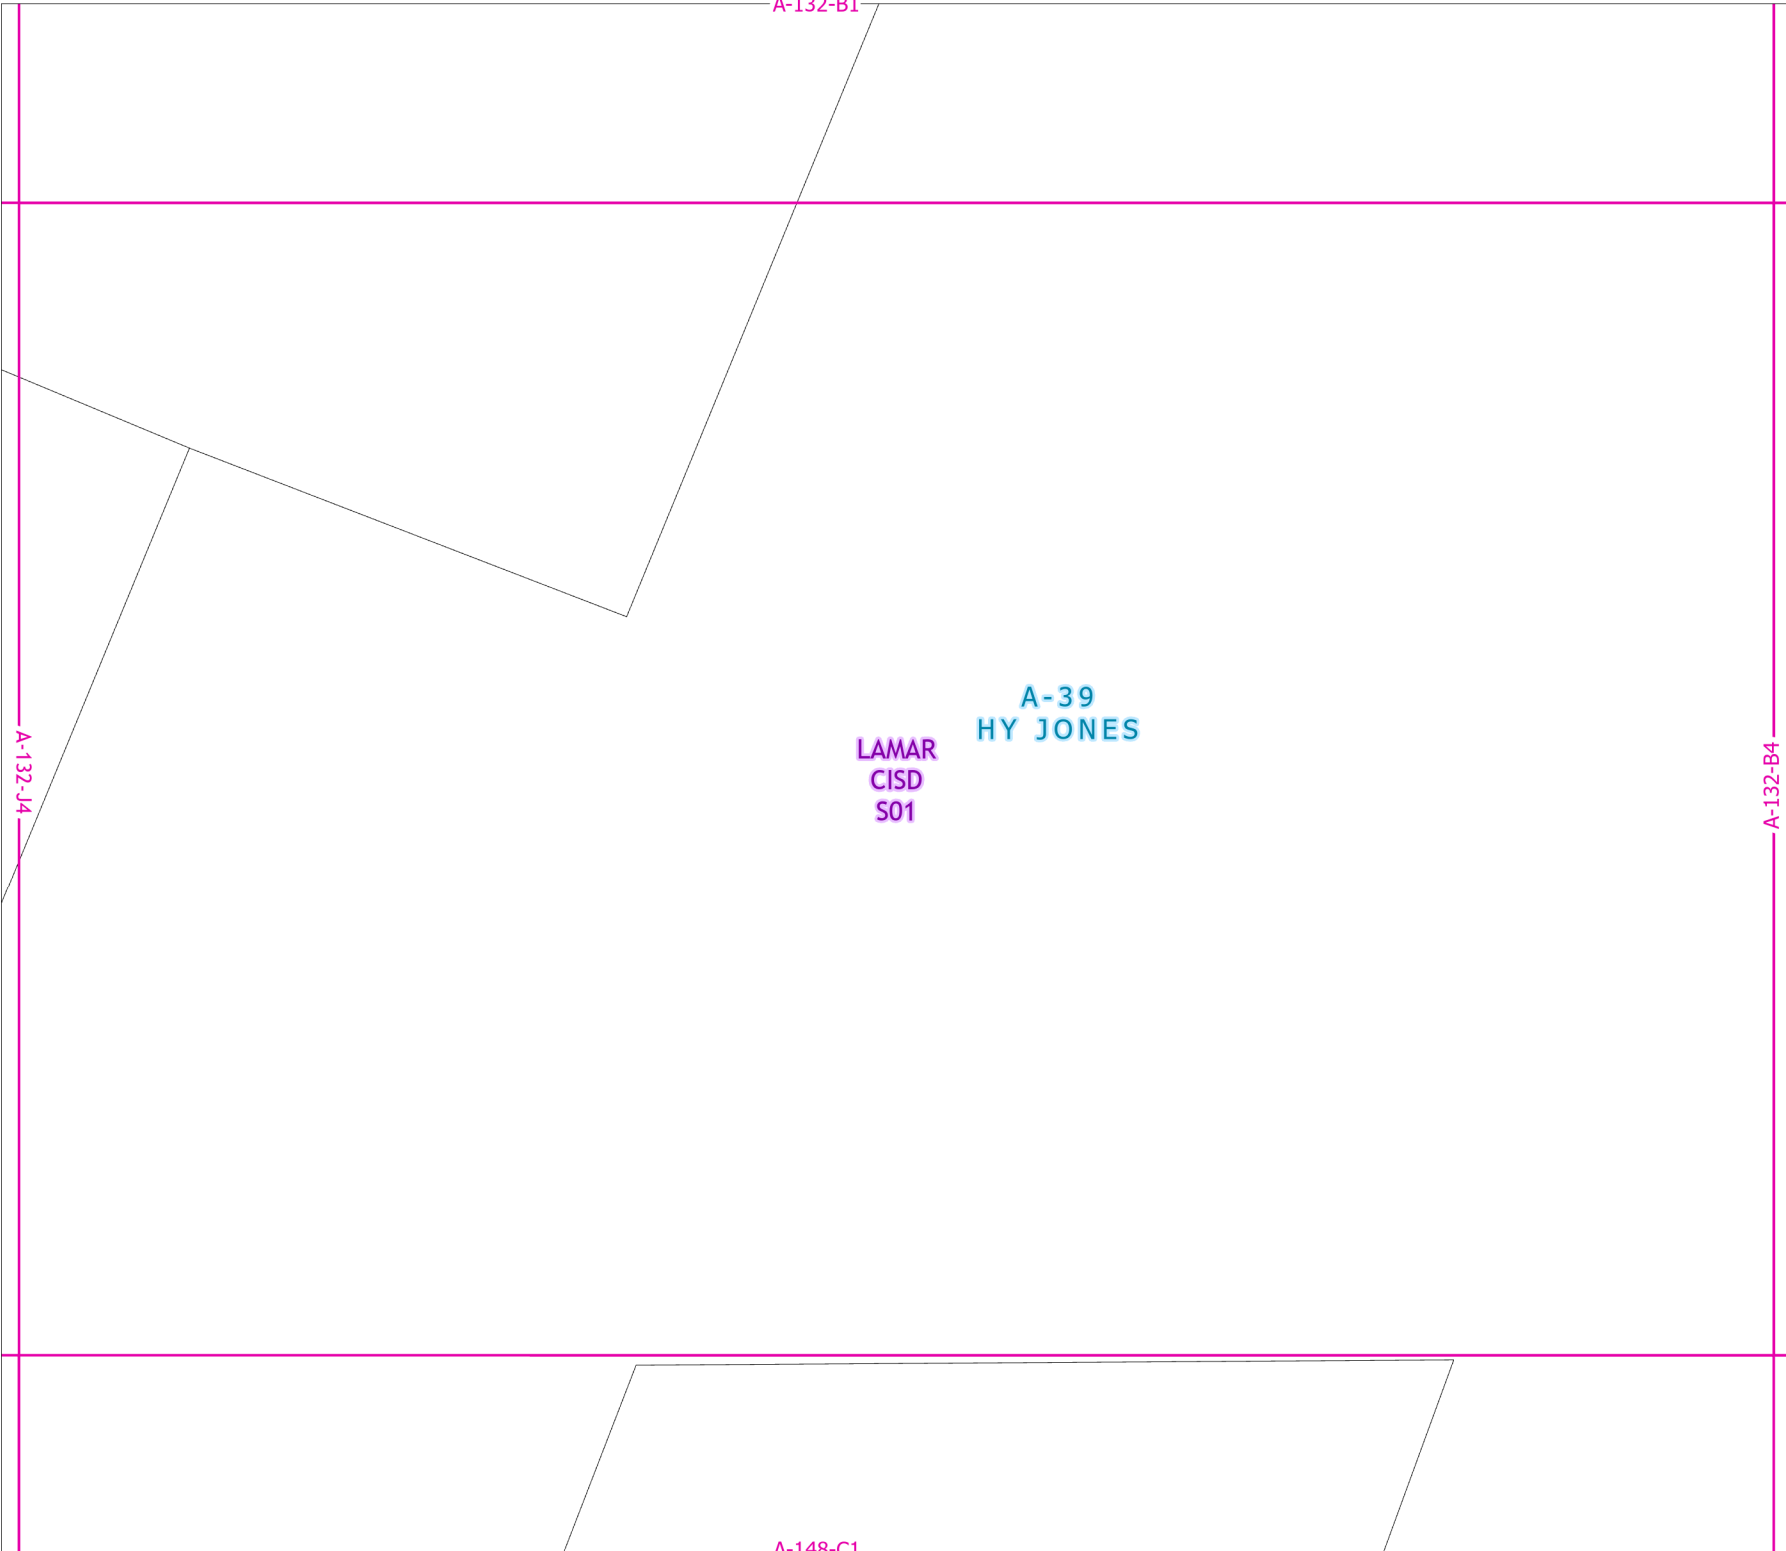 A-132-B1
A-39
HY JONES
LAMAR
CISD
S01
A-132-J4
A-132-B4
A-148-C1